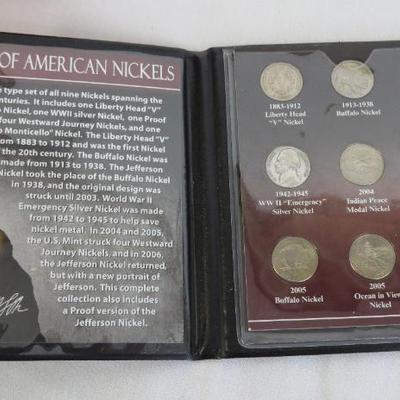 OF AMERICAN NICKELS
type set of all nine Nickels spanning the
centuries. It includes one Liberty Head "V"
Nickel, one WWII silver Nickel, one Proof
four Westward Journey Nickels, and one
Monticello" Nickel. The Liberty Head "V"
from 1883 to 1912 and was the first Nickel
the 20th century. The Buffalo Nickel was
made from 1913 to 1938. The Jefferson
Nickel took the place of the Buffalo Nickel
in 1938, and the original design was
struck until 2003. World War II
Emergency Silver Nickel was made
from 1942 to 1945 to help save
nickel metal. In 2004 and 2005,
the U.S. Mint struck four Westward
Journey Nickels, and in 2006,
the Jefferson Nickel returned,
but with a new portrait of
Jefferson. This complete
collection also includes
a Proof version of the
Jefferson Nickel.
1883-1912
Liberty Head
"V" Nickel
1913-1938
Buffalo Nickel
1942-1945
WW II "Emergency"
Silver Nickel
2004
Indian Peace
Medal Nickel
2005
Buffalo Nickel
2005
Ocean in View
Nickel